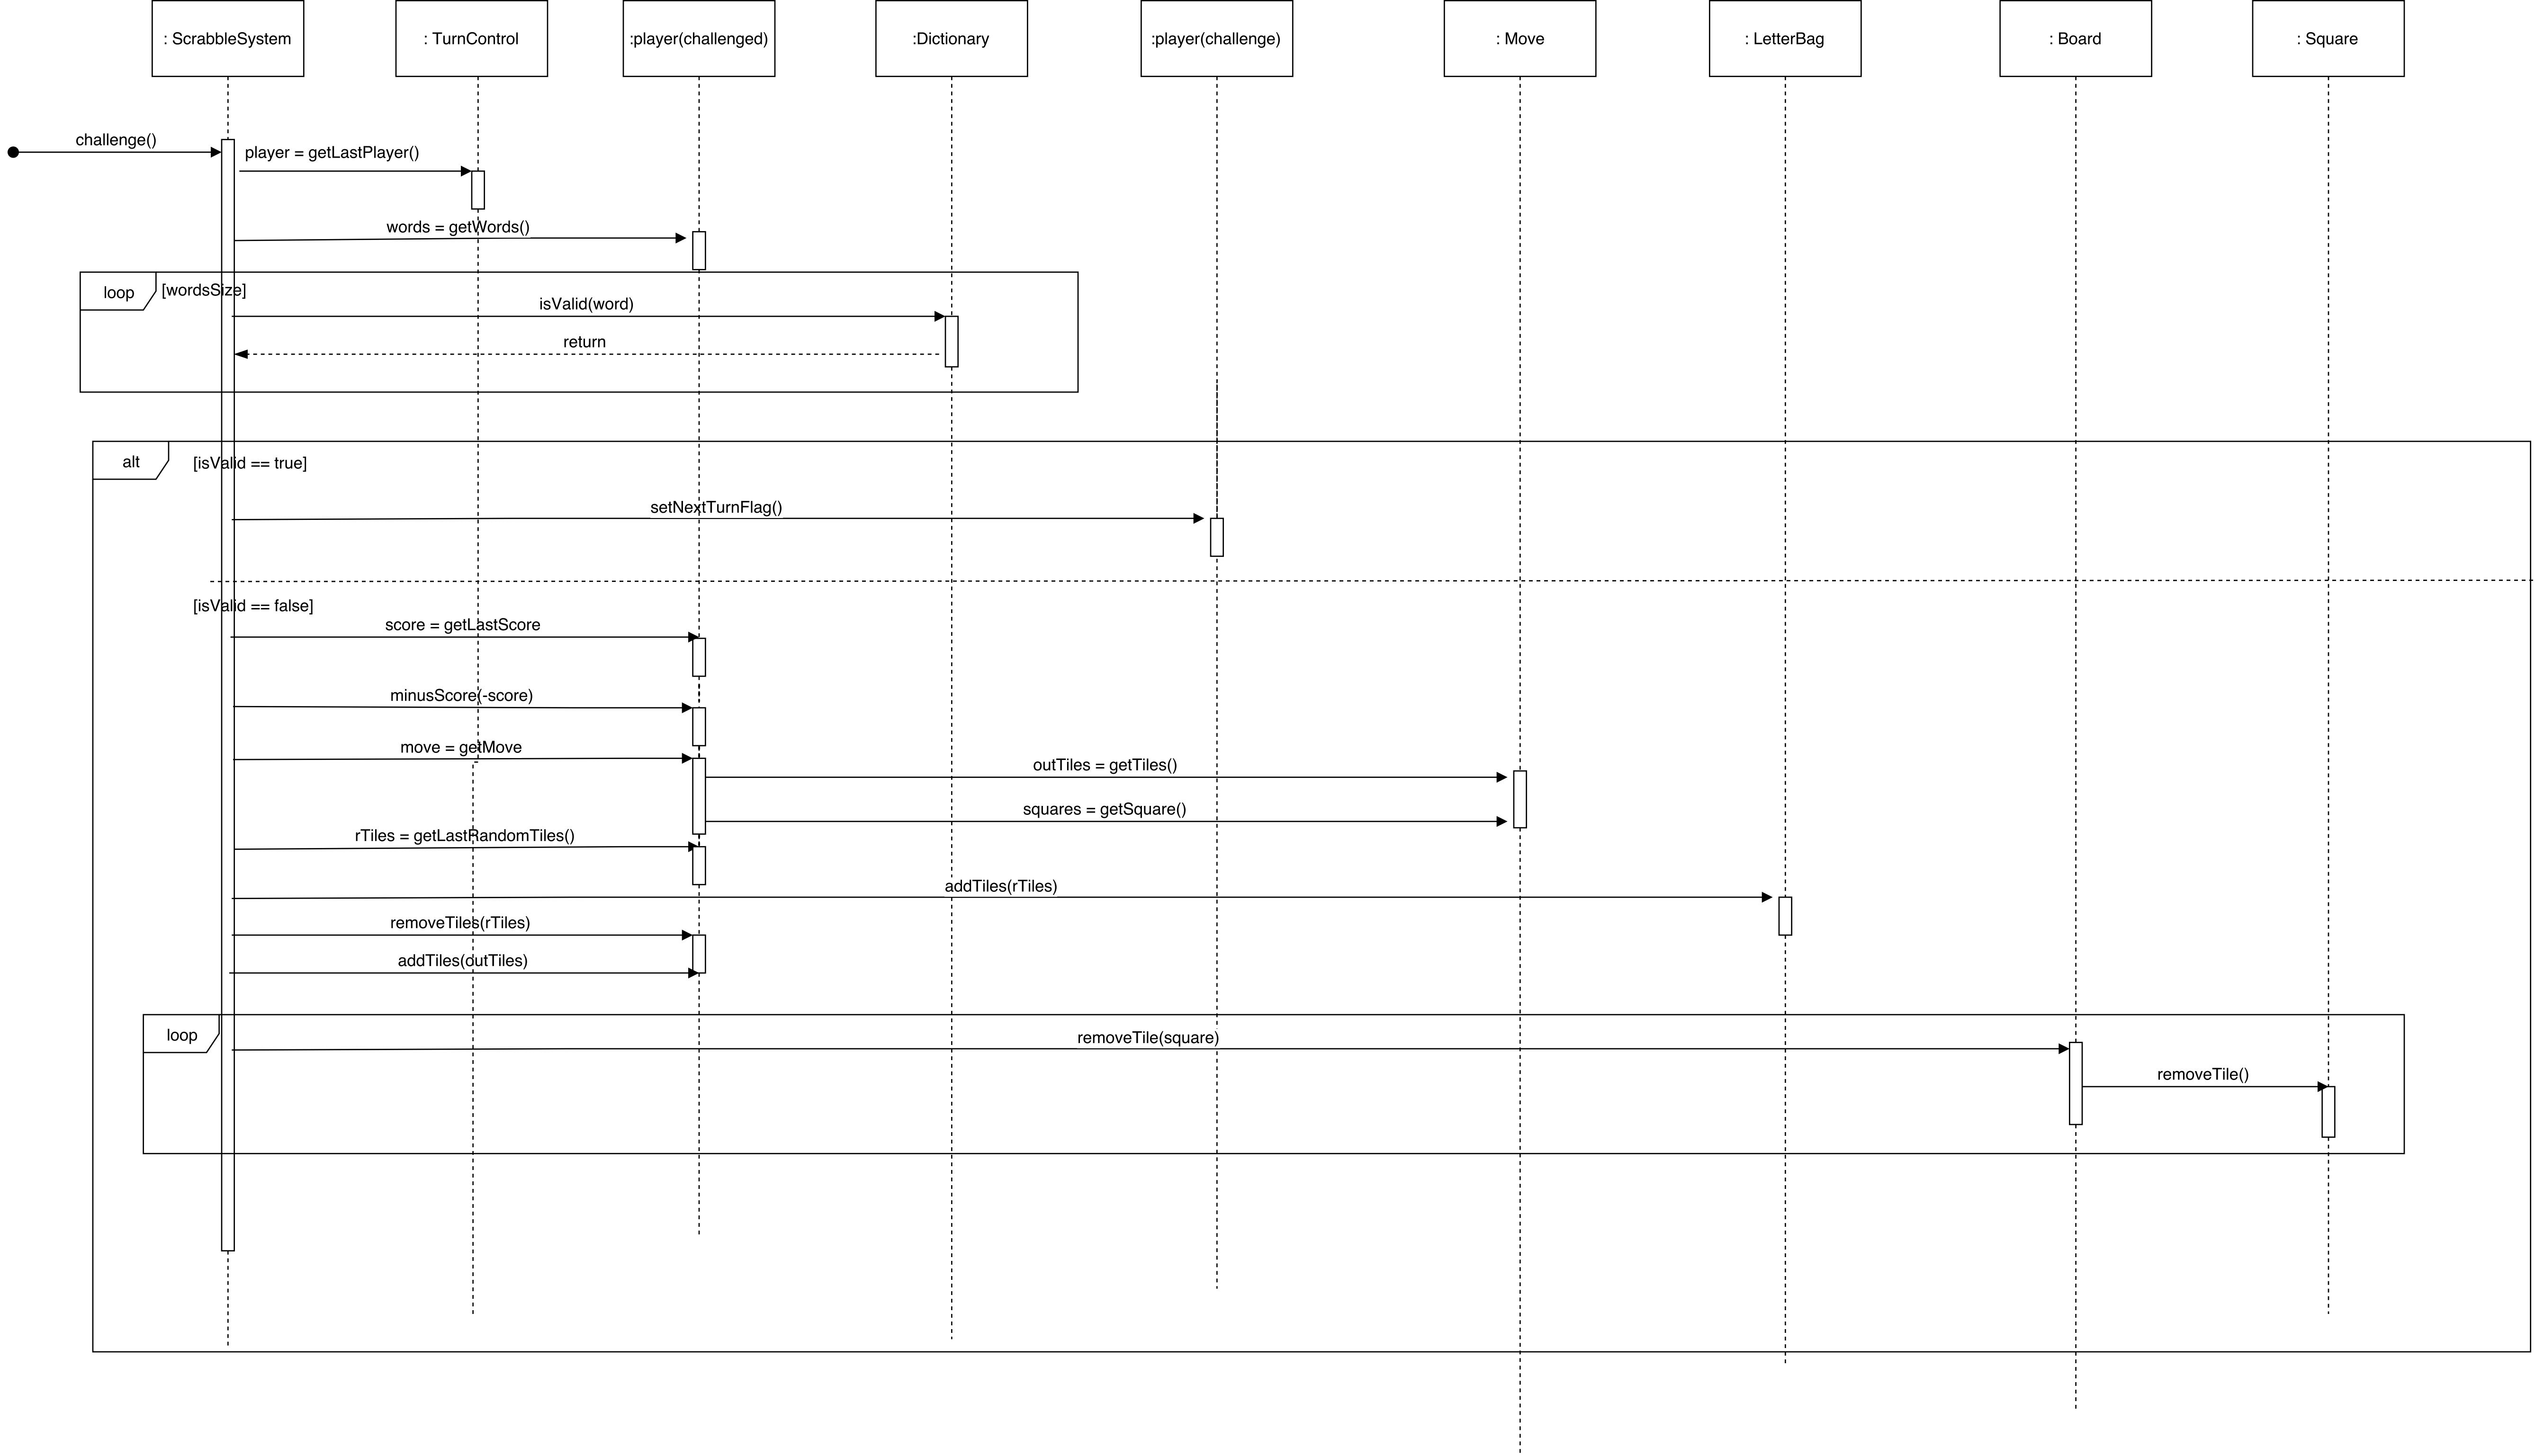 : ScrabbleSystem
: TurnControl
:player(challenged)
:Dictionary
:player(challenge)
: Move
: LetterBag
: Board
: Square
challenge()
player = getLastPlayer()
words = getWords()
loop
[wordsSize]
isValid(word)
return
alt
[isValid == true]
setNextTurnFlag()
[isValid == false]
score = getLastScore
minusScore(-score)
move = getMove
outTiles = getTiles()
squares = getSquare()
rTiles = getLastRandomTiles()
addTiles(rTiles)
removeTiles(rTiles)
addTiles(outTiles)
loop
removeTile(square)
removeTile()